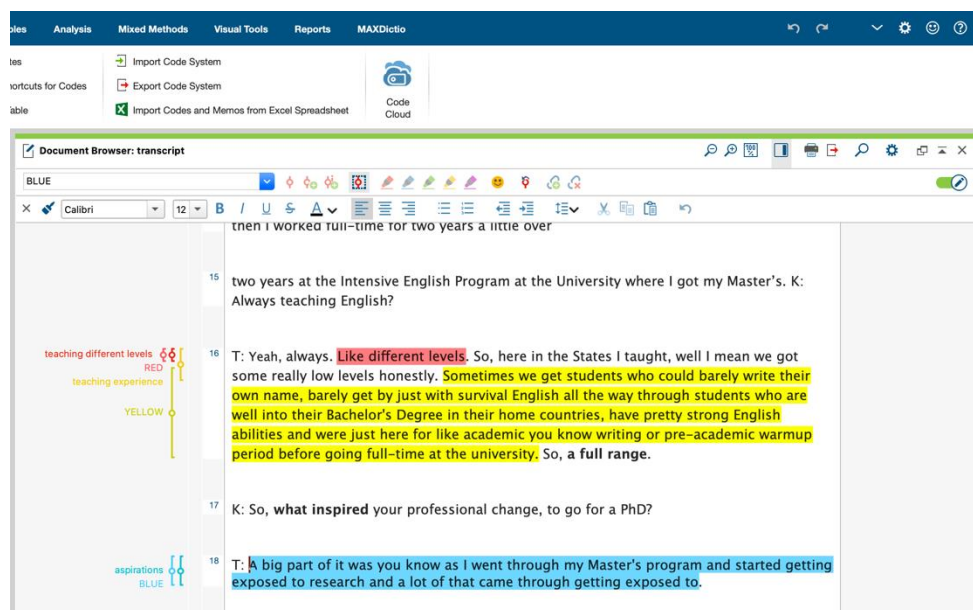 Analysis Mixed Methods Visual Tools Reports MAXDictio
Import Code System
ortcuts for Codes Export Code System
Import Codes and Memos from Excel Spreadsheet
Code
Cloud
Document Browser: transcript
BLUE
Calibri 12 B I U S A
then I worked full-time for two years a little over
15 two years at the Intensive English Program at the University where I got my Master's. K:
Always teaching English?
teaching different levels 16 T: Yeah, always. Like different levels. So, here in the States I taught, well I mean we got
RED some really low levels honestly. Sometimes we get students who could barely write their
teaching experience own name, barely get by just with survival English all the way through students who are
YELLOW well into their Bachelor's Degree in their home countries, have pretty strong English
abilities and were just here for like academic you know writing or pre-academic warmup
period before going full-time at the university. So, a full range.
17 K: So, what inspired your professional change, to go for a PhD?
aspirations 18 T: A big part of it was you know as I went through my Master's program and started getting
BLUE exposed to research and a lot of that came through getting exposed to.